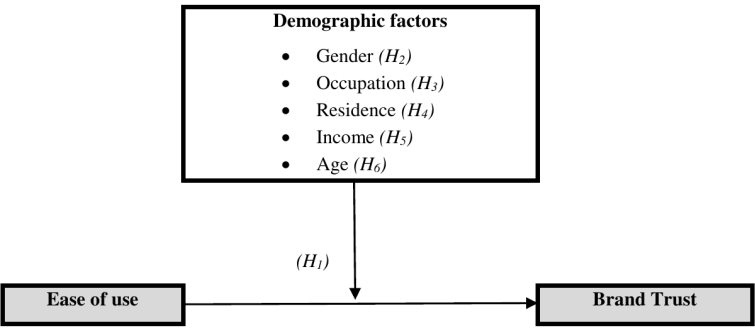 Demographic factors
• Gender (H₂)
• Occupation (H₃)
• Residence (H₄)
• Income (H₅)
• Age (H₆)
(H₁)
Ease of use
Brand Trust